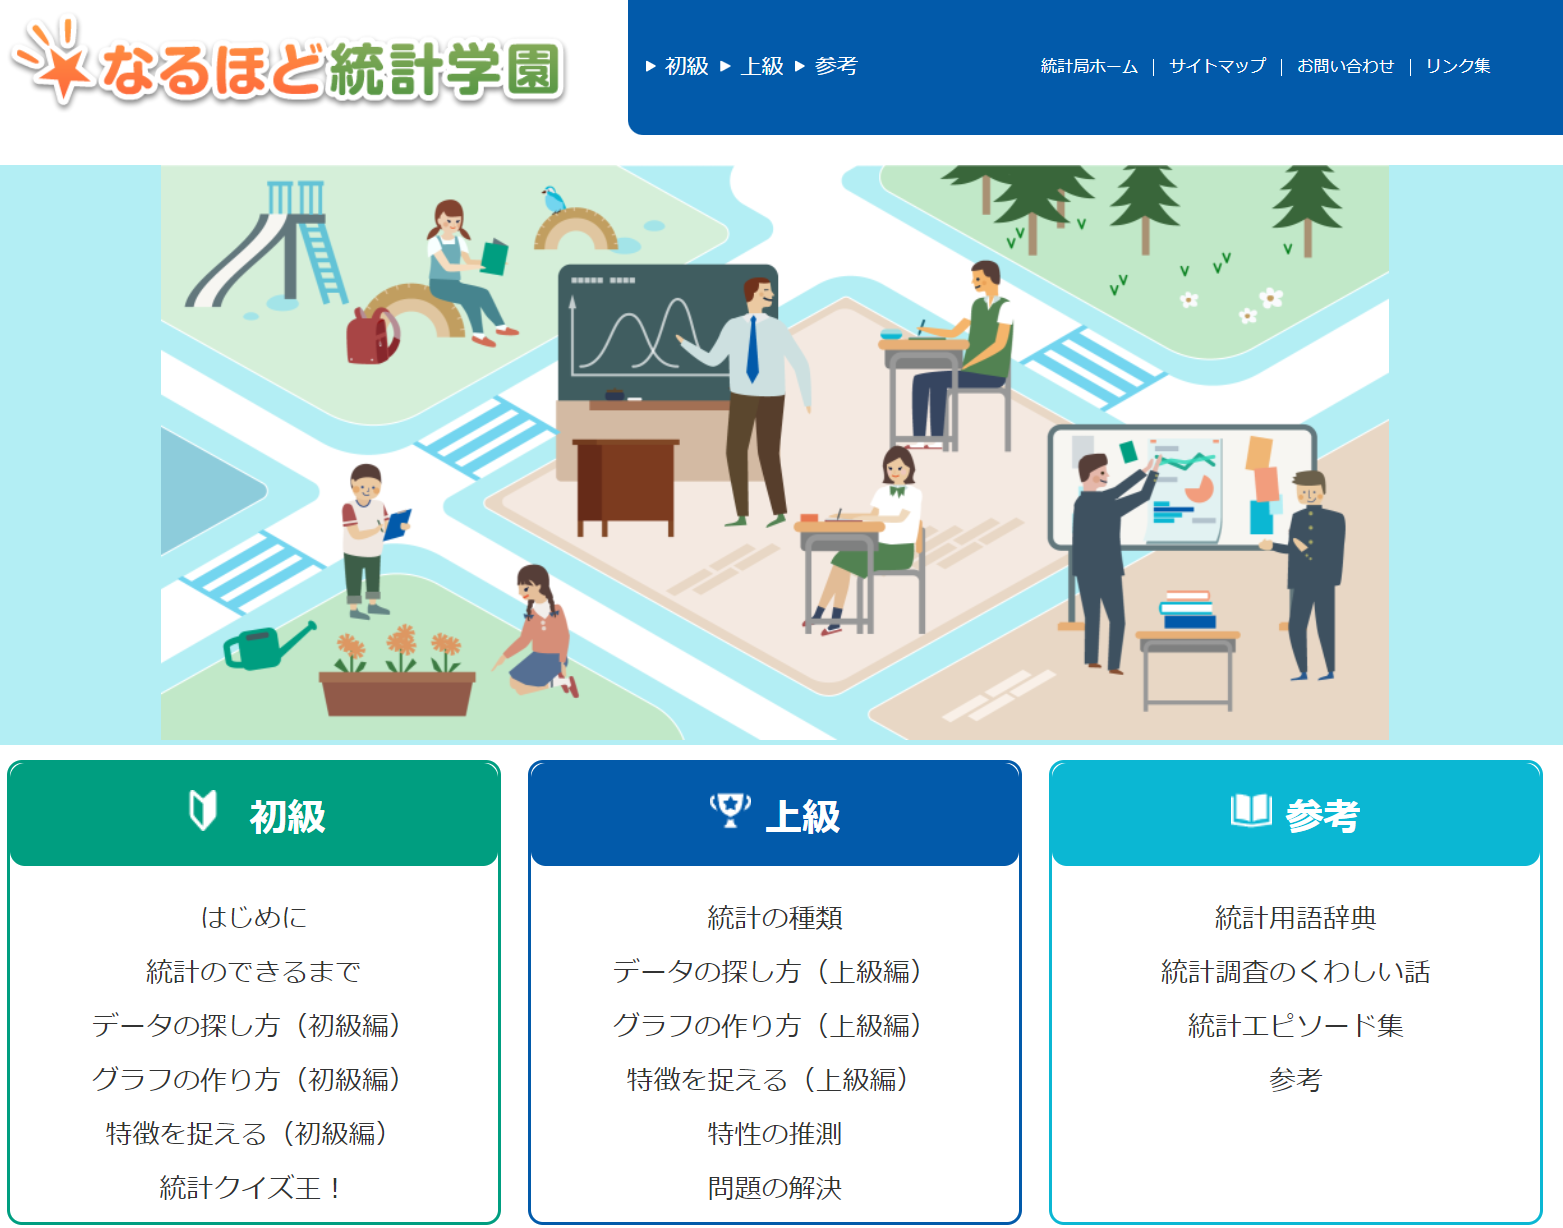 なるほど統計学園
初級 上級 参考
統計局ホーム | サイトマップ | お問い合わせ | リンク集
初級
はじめに
統計のできるまで
データの探し方（初級編）
グラフの作り方（初級編）
特徴を捉える（初級編）
統計クイズ王！
上級
統計の種類
データの探し方（上級編）
グラフの作り方（上級編）
特徴を捉える（上級編）
特性の推測
問題の解決
参考
統計用語辞典
統計調査のくわしい話
統計エピソード集
参考